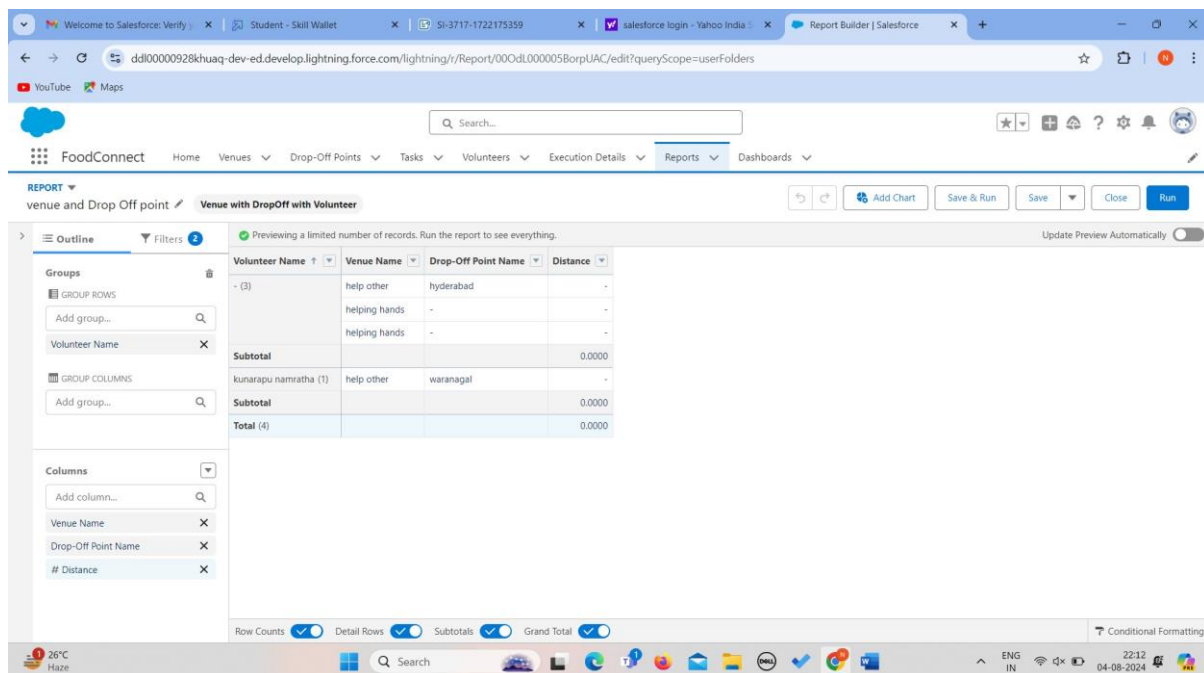 Welcome to Salesforce: Verify y
Student - Skill Wallet
SI-3717-1722175359
salesforce login - Yahoo India S
Report Builder | Salesforce
ddl00000928khuaq-dev-ed.develop.lightning.force.com/lightning/r/Report/00OdL000005BorpUAC/edit?queryScope=userFolders
N
YouTube Maps
Search...
FoodConnect Home Venues Drop-Off Points Tasks Volunteers Execution Details Reports Dashboards
REPORT
venue and Drop Off point Venue with DropOff with Volunteer
Add Chart Save & Run Save Close Run
Outline Filters 2
Previewing a limited number of records. Run the report to see everything.
Update Preview Automatically
Groups
GROUP ROWS
Add group...
Volunteer Name
GROUP COLUMNS
Add group...
Columns
Add column...
Venue Name
Drop-Off Point Name
# Distance
Volunteer Name ↑ Venue Name Drop-Off Point Name Distance
- (3) help other hyderabad -
helping hands - -
helping hands - -
Subtotal 0.0000
kunarapu namratha (1) help other waranagal -
Subtotal 0.0000
Total (4) 0.0000
Row Counts Detail Rows Subtotals Grand Total
Conditional Formatting
1
26°C
Haze
Search
DELL
ENG
IN
22:12
04-08-2024
PRE